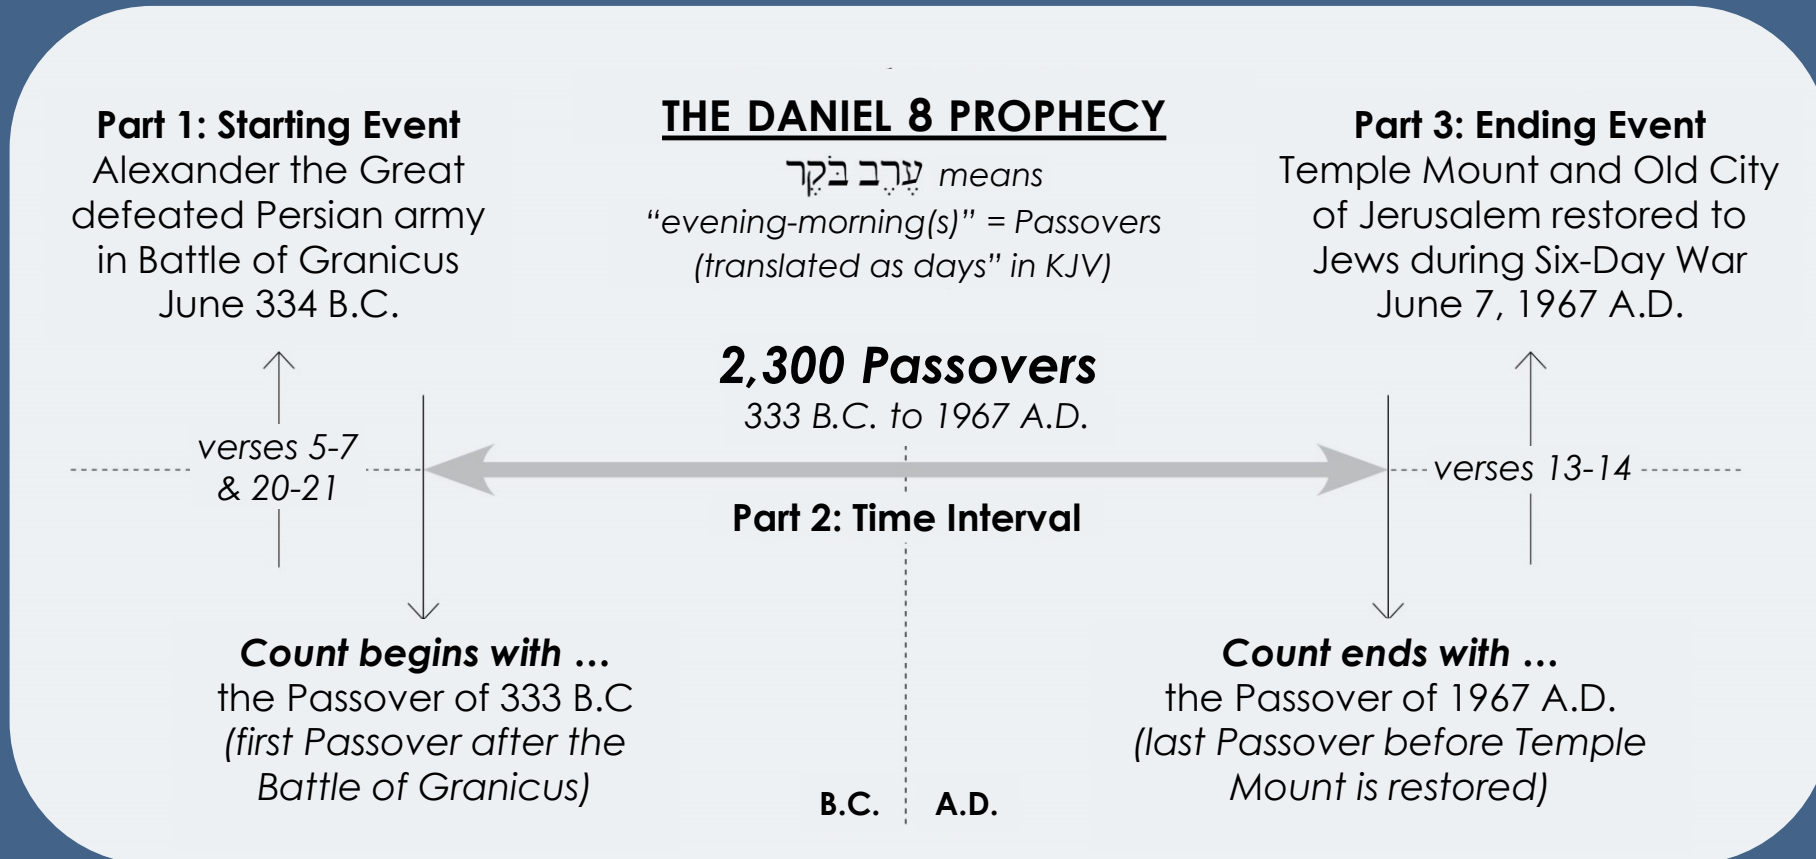 THE DANIEL 8 PROPHECY
Part 1: Starting Event
Alexander the Great
defeated Persian army
in Battle of Granicus
June 334 B.C.
עֶרֶב בֹּקֶר means
“evening-morning(s)” = Passovers
(translated as days” in KJV)
Part 3: Ending Event
Temple Mount and Old City
of Jerusalem restored to
Jews during Six-Day War
June 7, 1967 A.D.
2,300 Passovers
333 B.C. to 1967 A.D.
verses 5-7
& 20-21
verses 13-14
Part 2: Time Interval
Count begins with …
the Passover of 333 B.C
(first Passover after the
Battle of Granicus)
Count ends with …
the Passover of 1967 A.D.
(last Passover before Temple
Mount is restored)
B.C.
A.D.